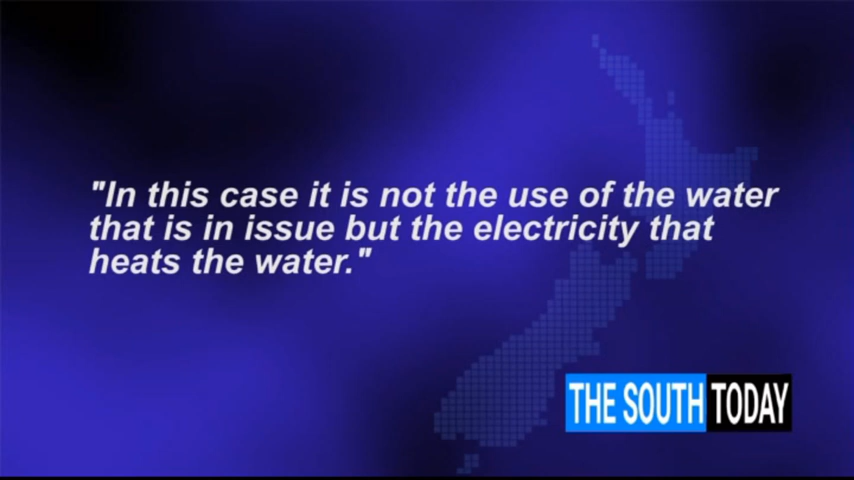 "In this case it is not the use of the water
that is in issue but the electricity that
heats the water."
THE SOUTH TODAY